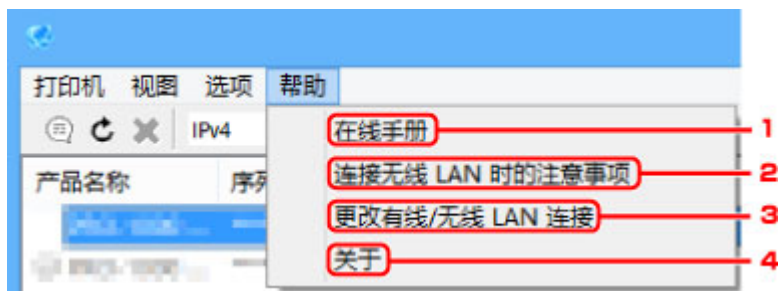 打印机 视图 选项 帮助
IPv4
在线手册 1
产品名称 序列
连接无线 LAN 时的注意事项 2
更改有线/无线 LAN 连接 3
关于 4